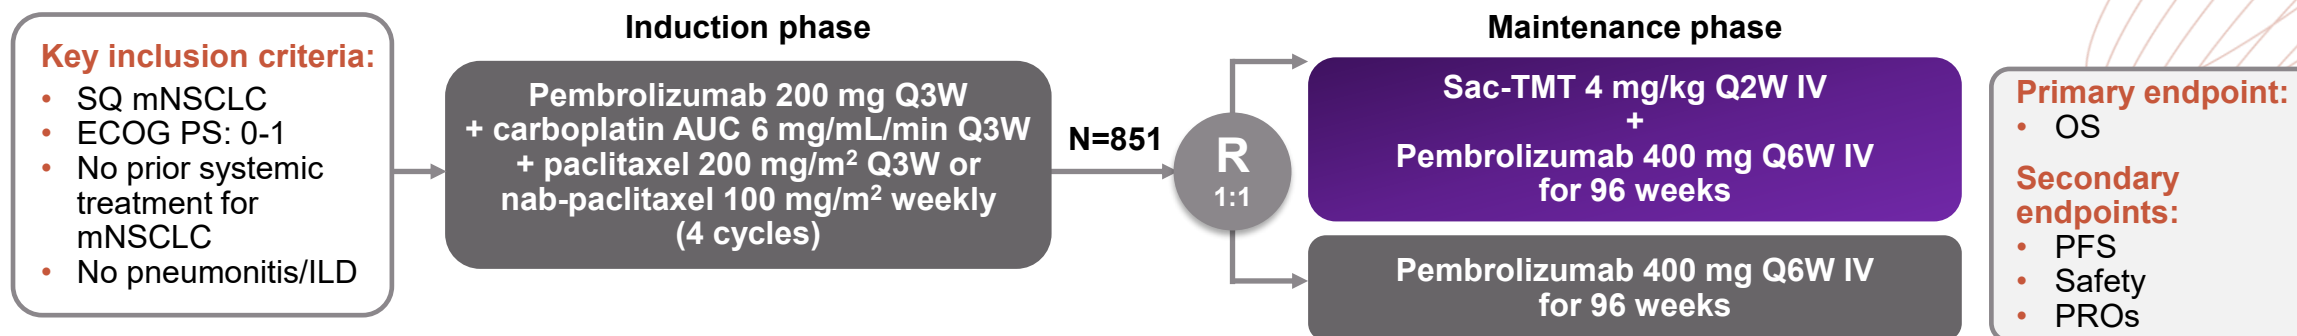 Key inclusion criteria:
• SQ mNSCLC
• ECOG PS: 0-1
• No prior systemic
treatment for
mNSCLC
• No pneumonitis/ILD
Induction phase
Pembrolizumab 200 mg Q3W
+ carboplatin AUC 6 mg/mL/min Q3W
+ paclitaxel 200 mg/m² Q3W or
nab-paclitaxel 100 mg/m² weekly
(4 cycles)
N=851
R
1:1
Maintenance phase
Sac-TMT 4 mg/kg Q2W IV
+
Pembrolizumab 400 mg Q6W IV
for 96 weeks
Pembrolizumab 400 mg Q6W IV
for 96 weeks
Primary endpoint:
• OS
Secondary
endpoints:
• PFS
• Safety
• PROs